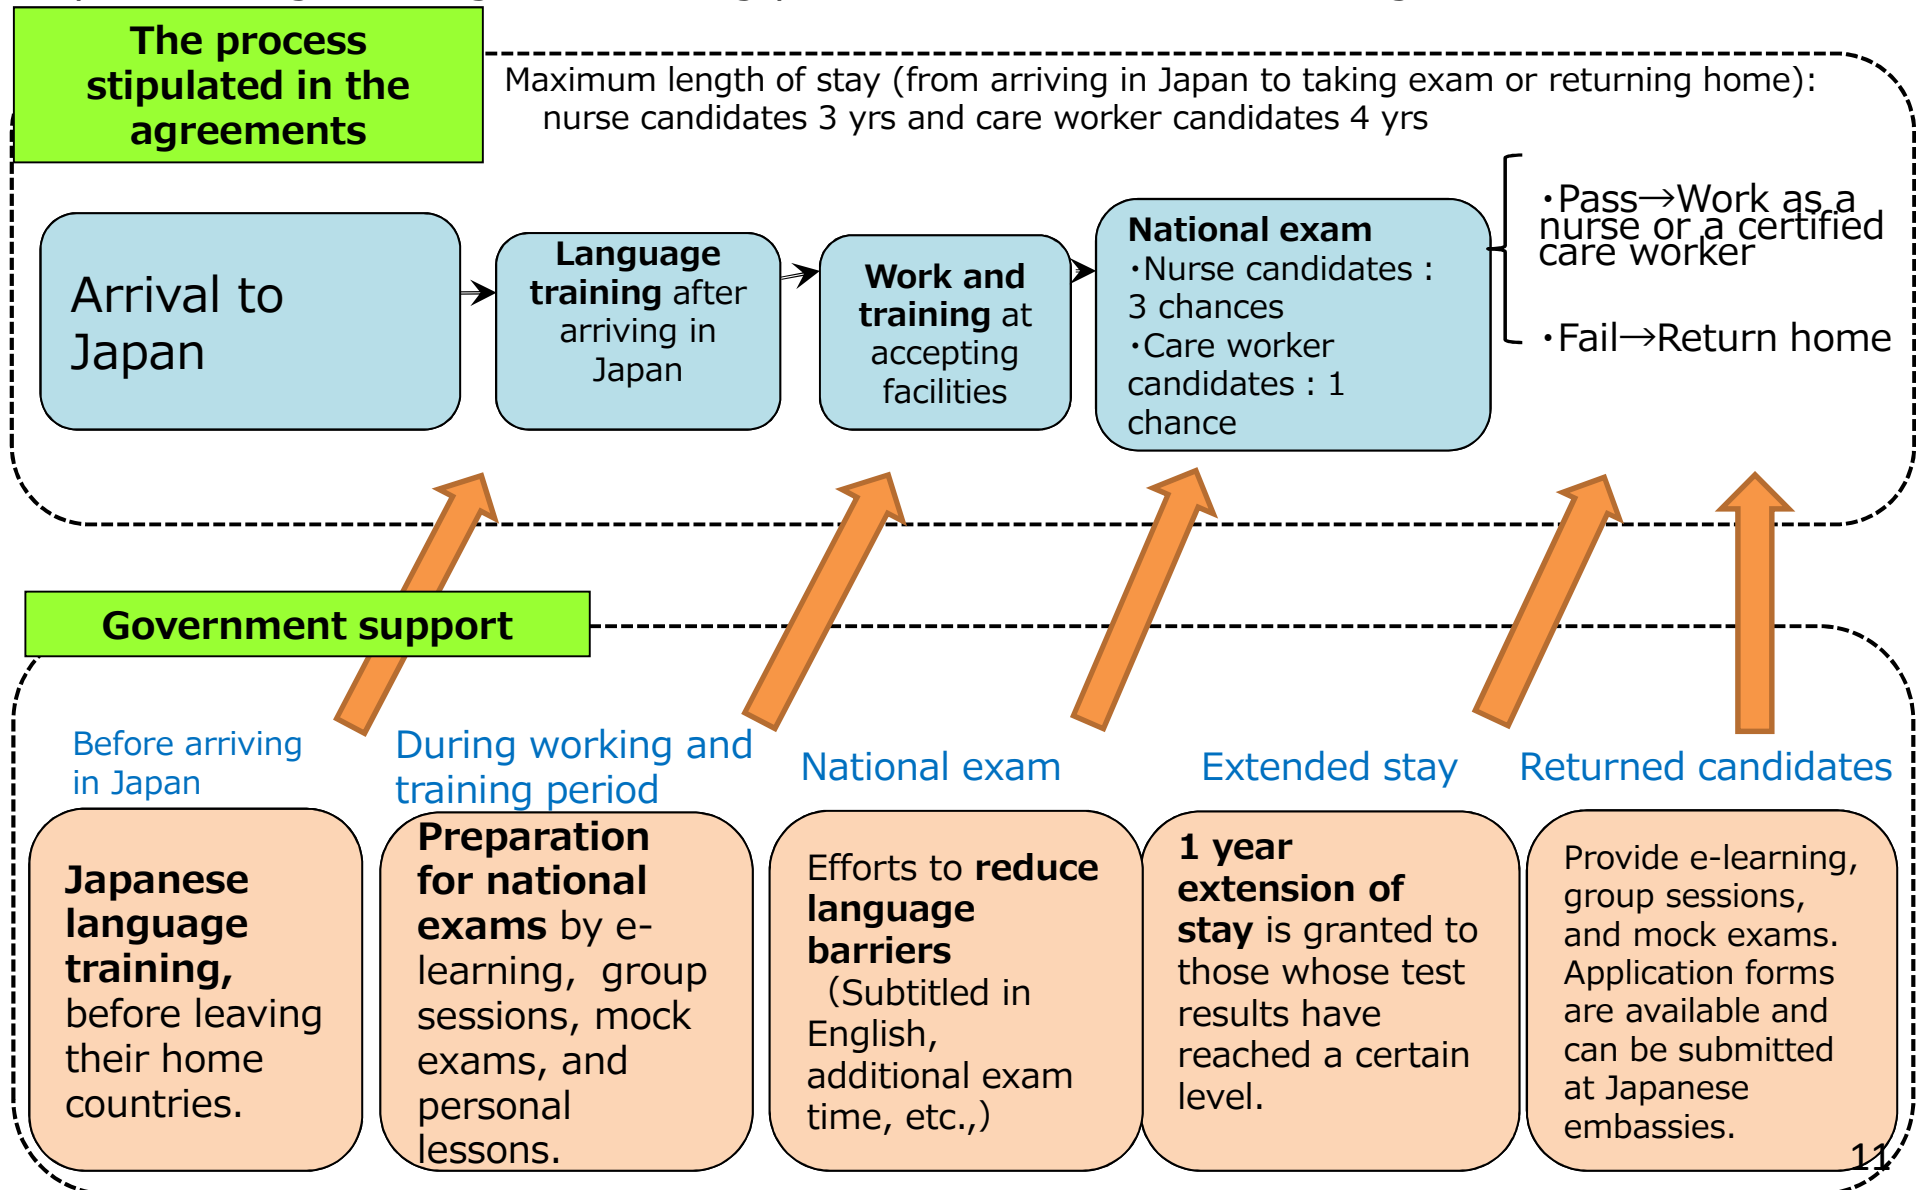 The process
stipulated in the
agreements
Maximum length of stay (from arriving in Japan to taking exam or returning home):
nurse candidates 3 yrs and care worker candidates 4 yrs
Arrival to
Japan
Language
training after
arriving in
Japan
Work and
training at
accepting
facilities
National exam
・Nurse candidates :
3 chances
・Care worker
candidates : 1
chance
・Pass→Work as a
nurse or a certified
care worker
・Fail→Return home
Government support
Before arriving
in Japan
Japanese
language
training,
before leaving
their home
countries.
During working and
training period
Preparation
for national
exams by e-
learning, group
sessions, mock
exams, and
personal
lessons.
National exam
Efforts to reduce
language
barriers
（Subtitled in
English,
additional exam
time, etc.,）
Extended stay
1 year
extension of
stay is granted to
those whose test
results have
reached a certain
level.
Returned candidates
Provide e-learning,
group sessions,
and mock exams.
Application forms
are available and
can be submitted
at Japanese
embassies.
11